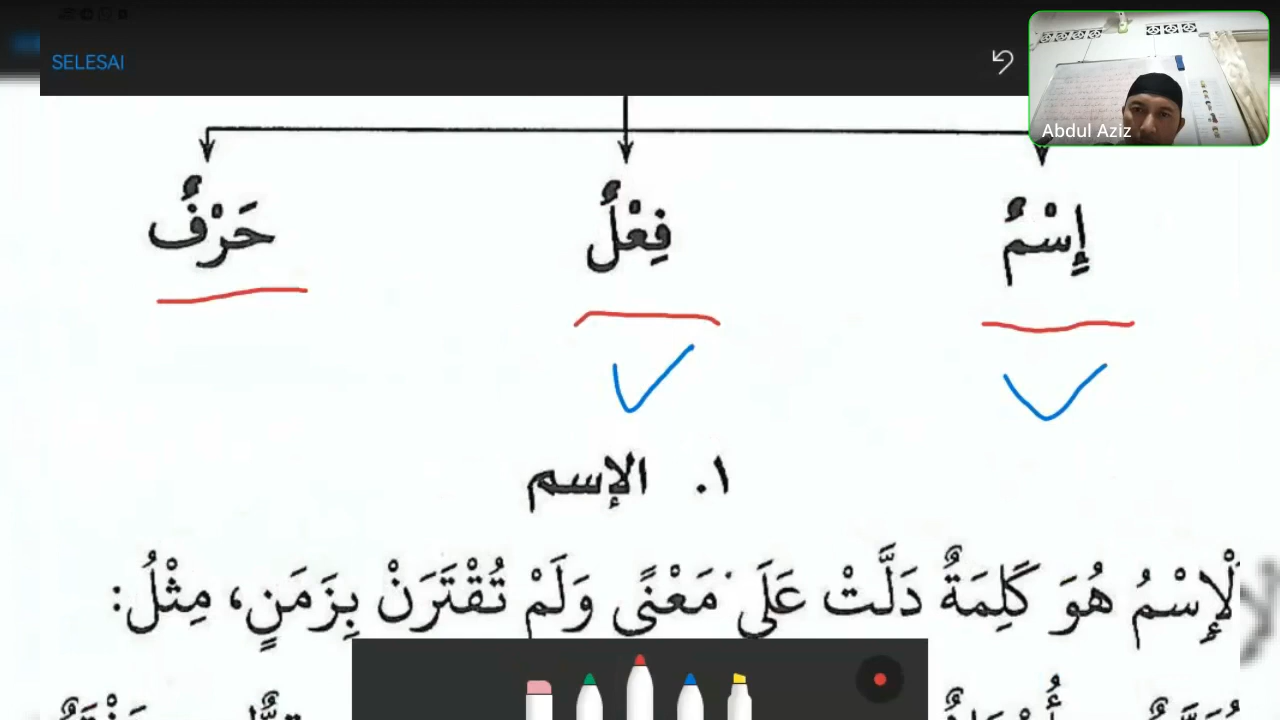 SELESAI
Abdul Aziz
إِسْمٌ فِعْلٌ حَرْفٌ
١. الإسم
لْإِسْمُ هُوَ كَلِمَةٌ دَلَّتْ عَلَى مَعْنًى وَلَمْ تُقْتَرَنْ بِزَمَنٍ، مِثْلُ: